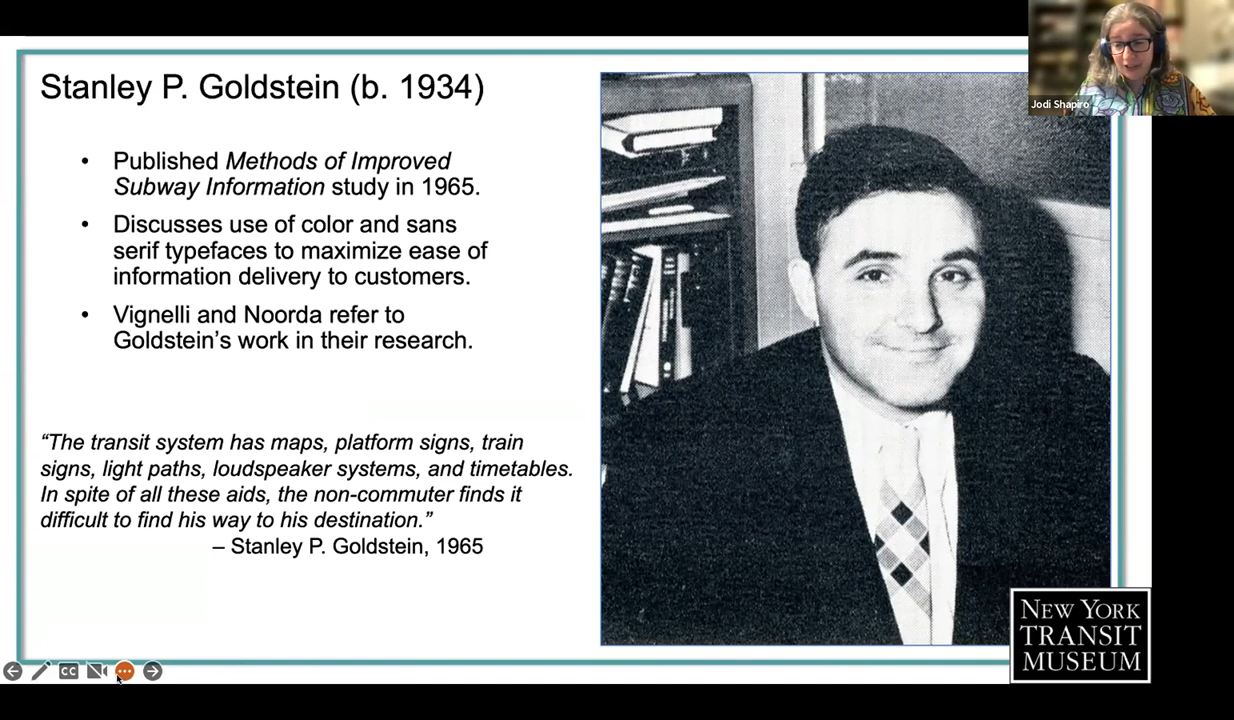 Jodi Shapiro
Stanley P. Goldstein (b. 1934)
• Published Methods of Improved
Subway Information study in 1965.
• Discusses use of color and sans
serif typefaces to maximize ease of
information delivery to customers.
• Vignelli and Noorda refer to
Goldstein’s work in their research.
“The transit system has maps, platform signs, train
signs, light paths, loudspeaker systems, and timetables.
In spite of all these aids, the non-commuter finds it
difficult to find his way to his destination.”
– Stanley P. Goldstein, 1965
NEW YORK
TRANSIT
MUSEUM
CC